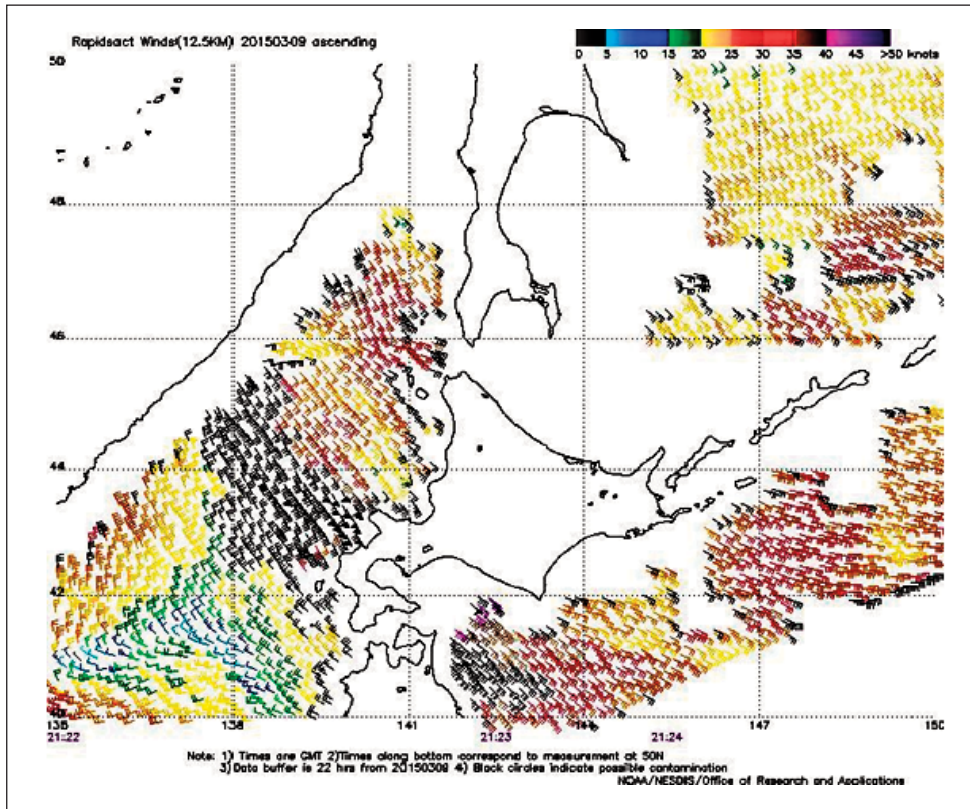 Rapidsact Winds(12.5KM) 20150309 ascending
0 5 10 15 20 25 30 35 40 45 >50 knots
50
48
46
44
42
135 138 141 144 147 150
21:22 21:23 21:24
Note: 1) Times are GMT 2)Times along bottom correspond to measurement at 50N
3)Data buffer is 22 hrs from 20150309 4) Black circles indicate possible contamination
NOAA/NESDIS/Office of Research and Applications